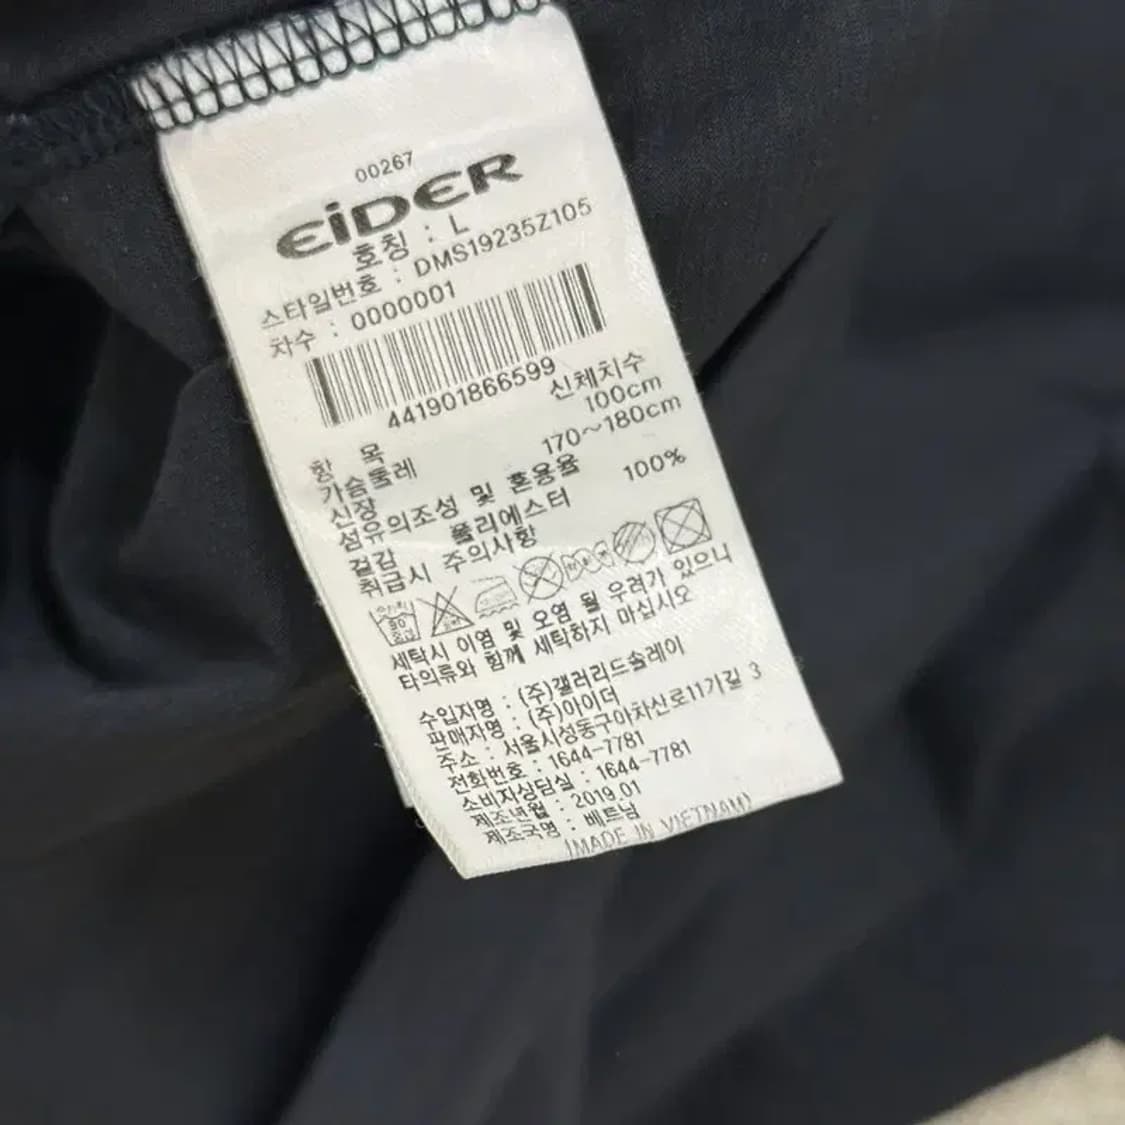 00267
EiDER
호칭 : L
스타일번호 : DMS19235Z105
차수 : 0000001
441901866599
항 목 신체치수
가슴둘레 100cm
신장 170~180cm
섬유의조성 및 혼용율
겉감 폴리에스터 100%
취급시 주의사항
세탁시 이염 및 오염 될 우려가 있으니
타의류와 함께 세탁하지 마십시오
수입자명 : (주)갤러리드솔레이
판매자명 : (주)아이더
주소 : 서울시성동구아차산로11가길 3
전화번호 : 1644-7781
소비자상담실 : 1644-7781
제조년월 : 2019.01
제조국명 : 베트남
(MADE IN VIETNAM)